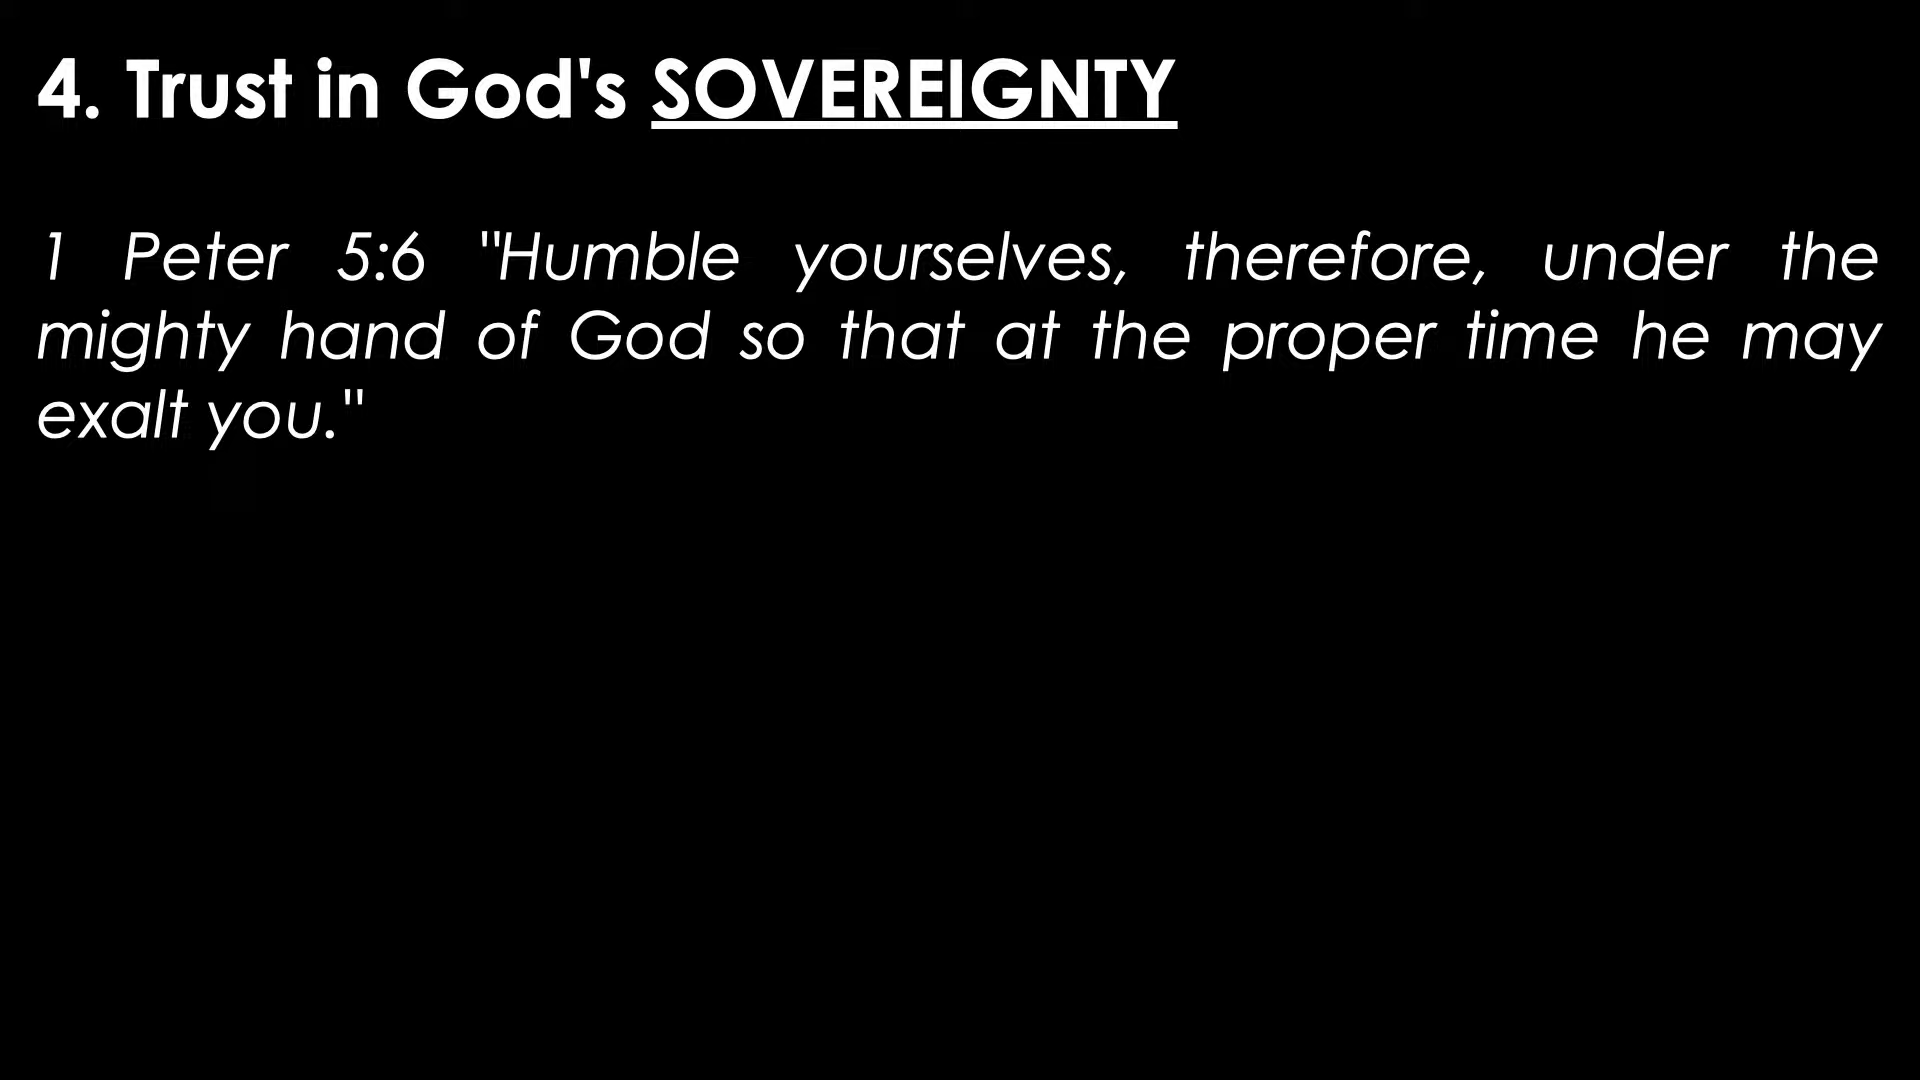 4. Trust in God's SOVEREIGNTY
1 Peter 5:6 "Humble yourselves, therefore, under the
mighty hand of God so that at the proper time he may
exalt you."